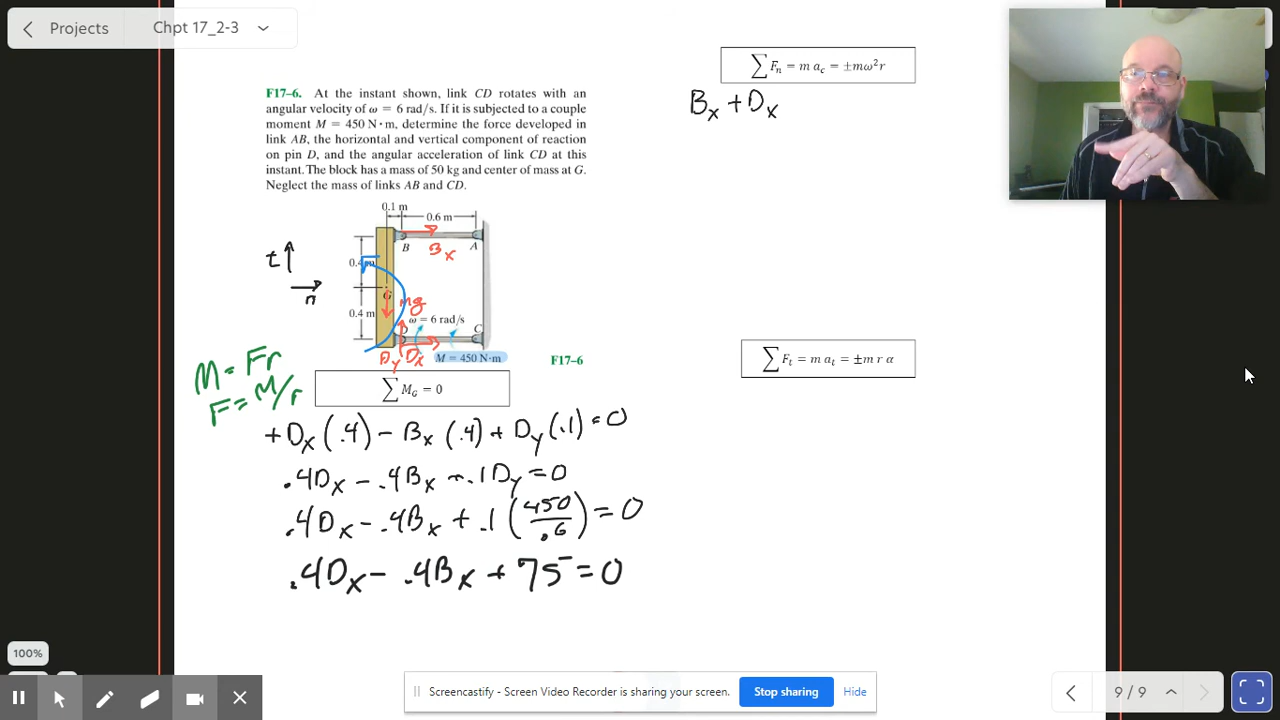 Projects
Chpt 17_2-3
∑ Fn = m ac = ±mω²r
Bx + Dx
F17–6. At the instant shown, link CD rotates with an
angular velocity of ω = 6 rad/s. If it is subjected to a couple
moment M = 450 N·m, determine the force developed in
link AB, the horizontal and vertical component of reaction
on pin D, and the angular acceleration of link CD at this
instant. The block has a mass of 50 kg and center of mass at G.
Neglect the mass of links AB and CD.
0.1 m
0.6 m
B
A
Bx
t
0.4 m
n
G
mg
0.4 m
ω = 6 rad/s
D
C
Dy
Dx
M = 450 N·m
F17–6
∑ Ft = m at = ±m r α
M = Fr
F = M/r
∑ MG = 0
+Dx(.4) - Bx(.4) + Dy(.1) = 0
.4Dx - .4Bx + .1Dy = 0
.4Dx - .4Bx + .1(450/.6) = 0
.4Dx - .4Bx + 75 = 0
100%
Screencastify - Screen Video Recorder is sharing your screen.
Stop sharing
Hide
9 / 9